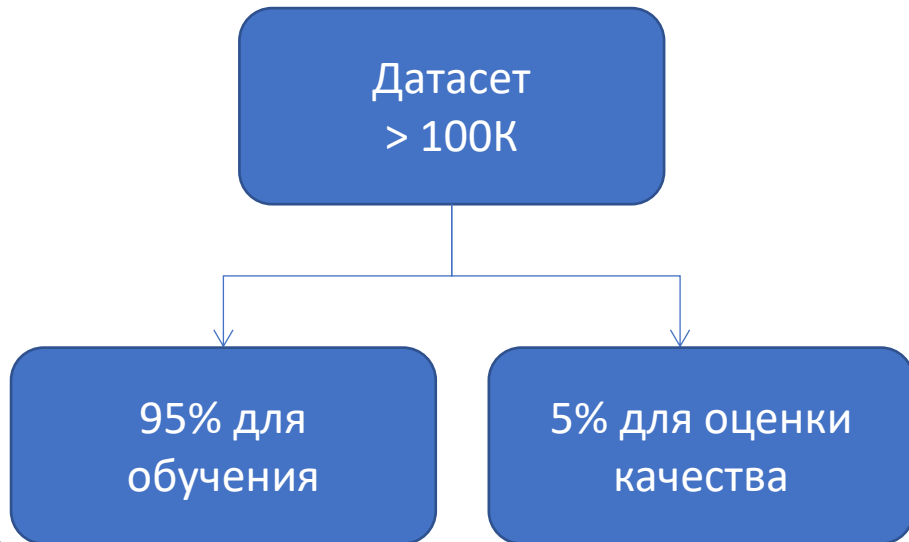 Датасет
> 100К
95% для
обучения
5% для оценки
качества